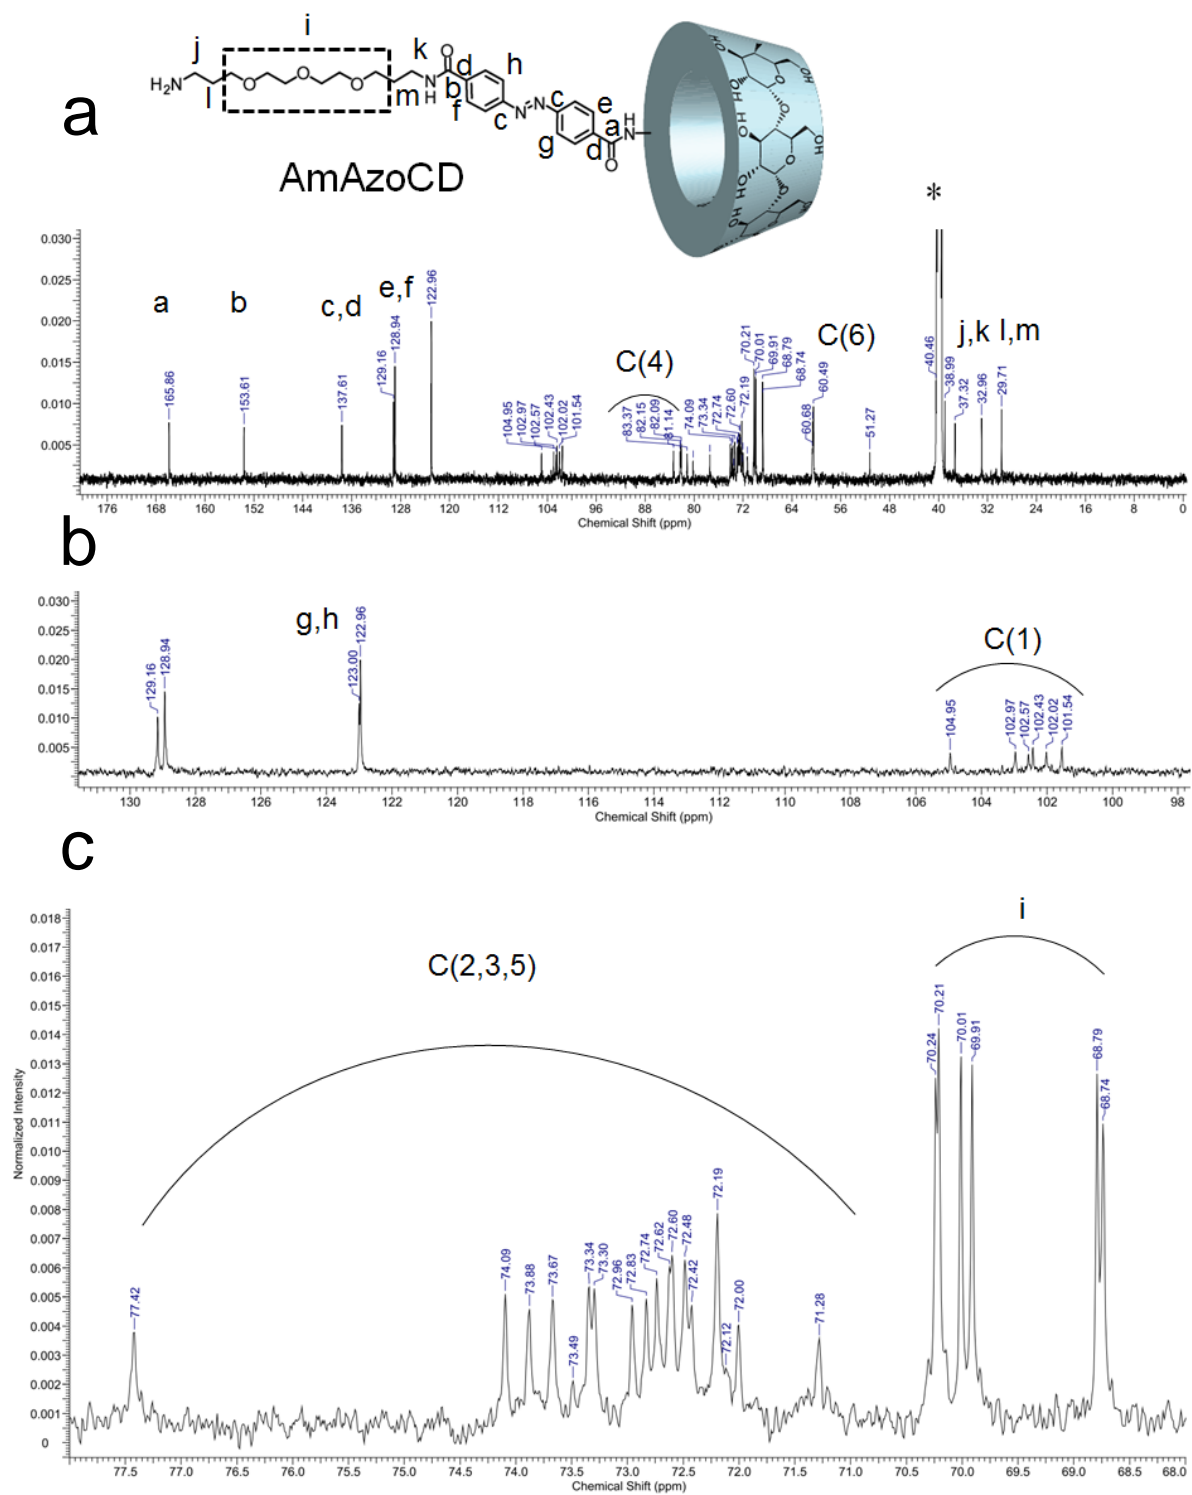 a
i
j
k
h
d
H2N
O
O
O
N
H
O
b
f
l
m
c
N
N
c
e
a
H
N
g
d
O
AmAzoCD
HO
OH
O
HO
O
OH
H
H
O
O
OH
HO
O
HO
O
OH
HO
*
a
b
c,d
e,f
C(4)
C(6)
j,k
l,m
165.86
153.61
137.61
129.16
128.94
122.96
104.95
102.97
102.57
102.43
102.02
101.54
83.37
82.15
82.09
81.14
74.09
73.34
72.74
72.60
72.19
70.21
70.01
69.91
68.79
68.74
60.68
60.49
51.27
40.46
38.99
37.32
32.96
29.71
0.030
0.025
0.020
0.015
0.010
0.005
176 168 160 152 144 136 128 120 112 104 96 88 80 72 64 56 48 40 32 24 16 8 0
Chemical Shift (ppm)
b
g,h
C(1)
129.16
128.94
123.00
122.96
104.95
102.97
102.57
102.43
102.02
101.54
0.030
0.025
0.020
0.015
0.010
0.005
130 128 126 124 122 120 118 116 114 112 110 108 106 104 102 100 98
Chemical Shift (ppm)
c
C(2,3,5)
i
77.42
74.09
73.88
73.67
73.49
73.34
73.30
72.96
72.83
72.74
72.62
72.60
72.48
72.42
72.19
72.12
72.00
71.28
70.24
70.21
70.01
69.91
68.79
68.74
Normalized Intensity
0.018
0.017
0.016
0.015
0.014
0.013
0.012
0.011
0.010
0.009
0.008
0.007
0.006
0.005
0.004
0.003
0.002
0.001
0
77.5 77.0 76.5 76.0 75.5 75.0 74.5 74.0 73.5 73.0 72.5 72.0 71.5 71.0 70.5 70.0 69.5 69.0 68.5 68.0
Chemical Shift (ppm)